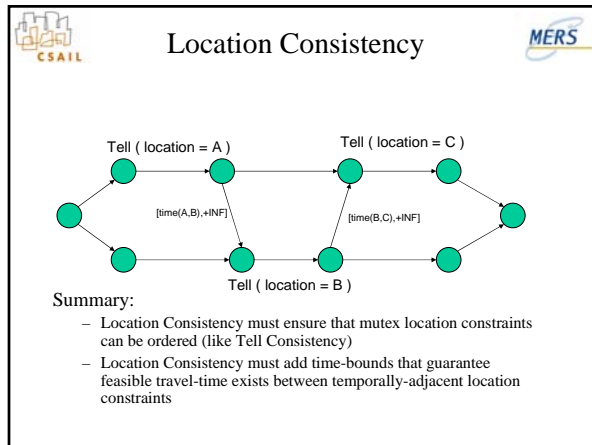 CSAIL
Location Consistency
MERS
Tell ( location = A )
Tell ( location = C )
[time(A,B),+INF]
[time(B,C),+INF]
Tell ( location = B )
Summary:
– Location Consistency must ensure that mutex location constraints
can be ordered (like Tell Consistency)
– Location Consistency must add time-bounds that guarantee
feasible travel-time exists between temporally-adjacent location
constraints